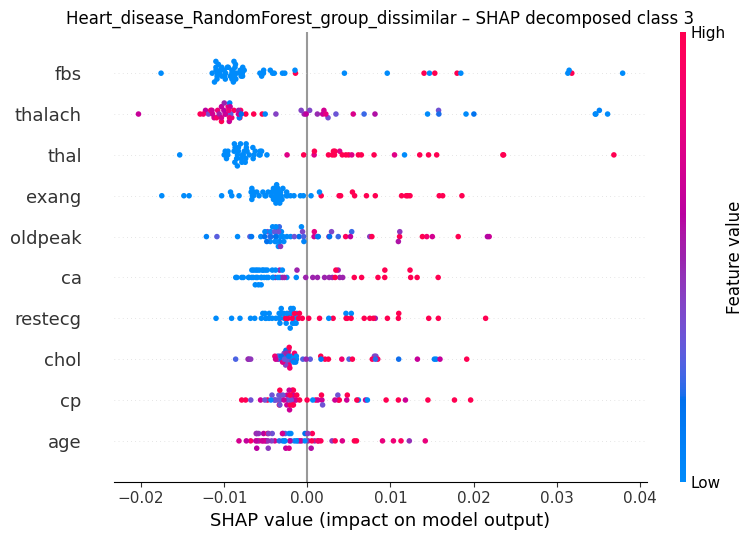 Heart_disease_RandomForest_group_dissimilar – SHAP decomposed class 3
High
fbs
thalach
thal
exang
oldpeak
ca
restecg
chol
cp
age
Feature value
Low
−0.02 −0.01 0.00 0.01 0.02 0.03 0.04
SHAP value (impact on model output)